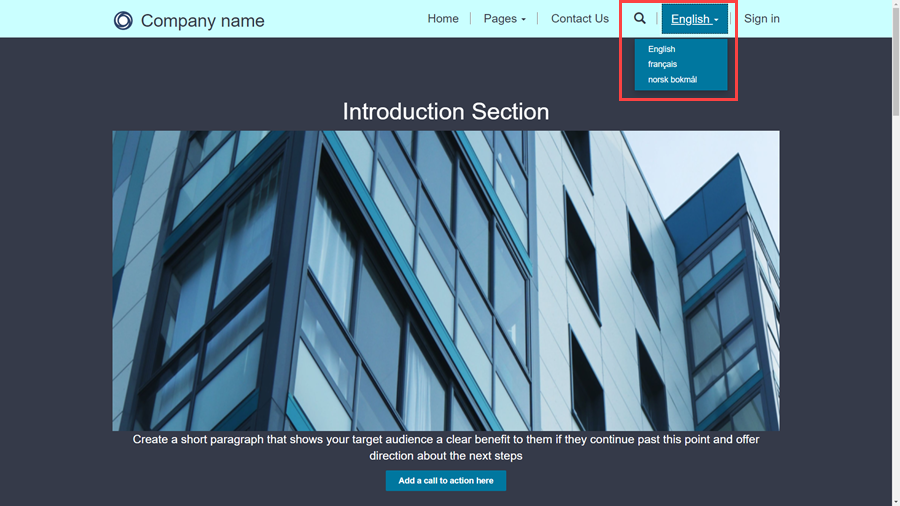 Company name
Home
Pages
Contact Us
English
Sign in
English
français
norsk bokmål
Introduction Section
Create a short paragraph that shows your target audience a clear benefit to them if they continue past this point and offer
direction about the next steps
Add a call to action here